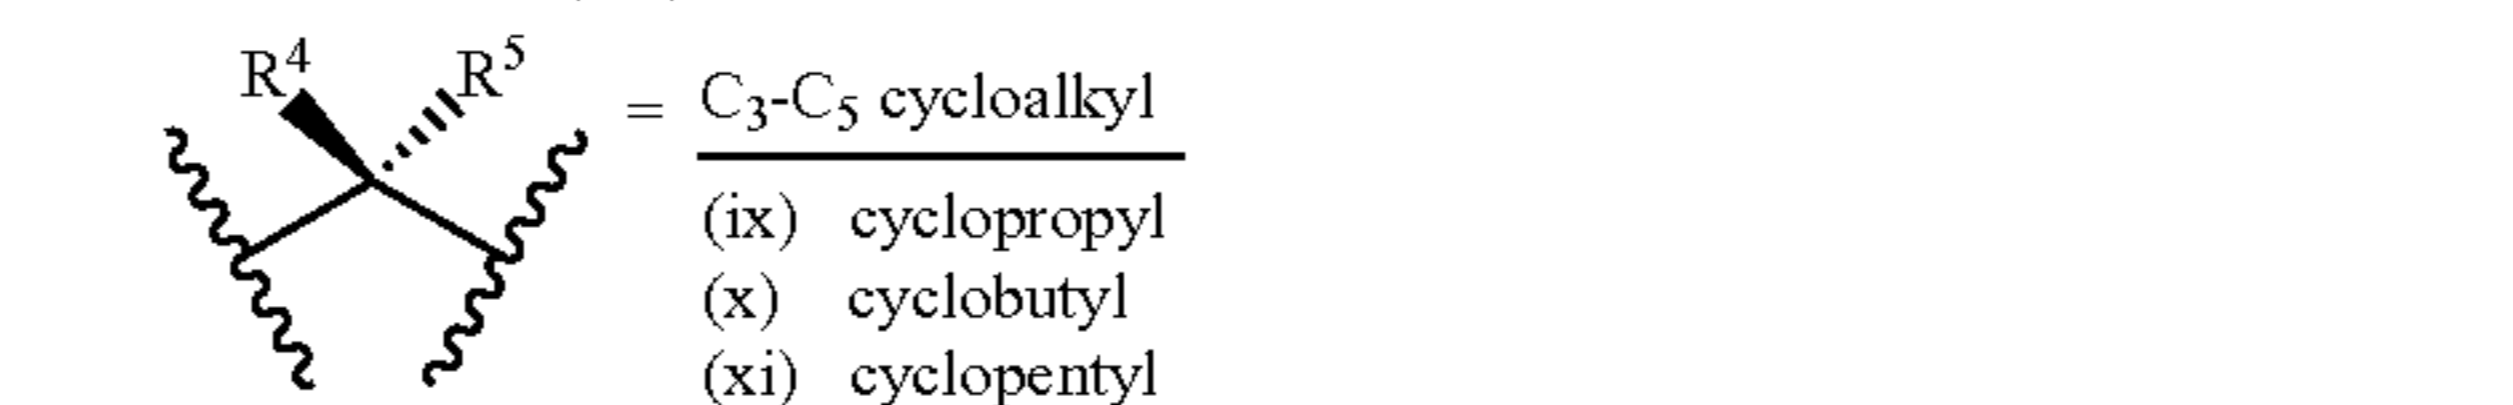 R⁴ R⁵
= C₃-C₅ cycloalkyl
(ix) cyclopropyl
(x) cyclobutyl
(xi) cyclopentyl